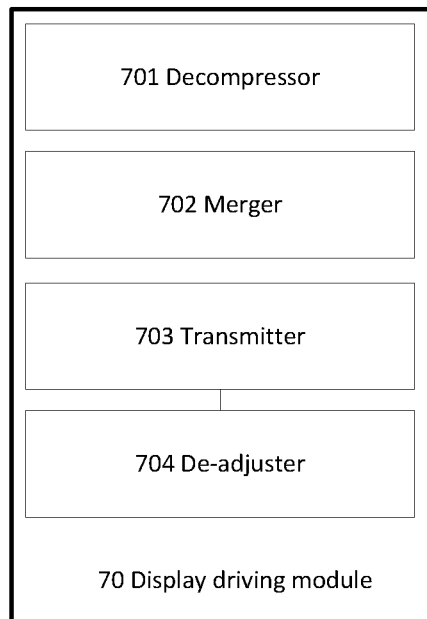 701 Decompressor
702 Merger
703 Transmitter
704 De-adjuster
70 Display driving module